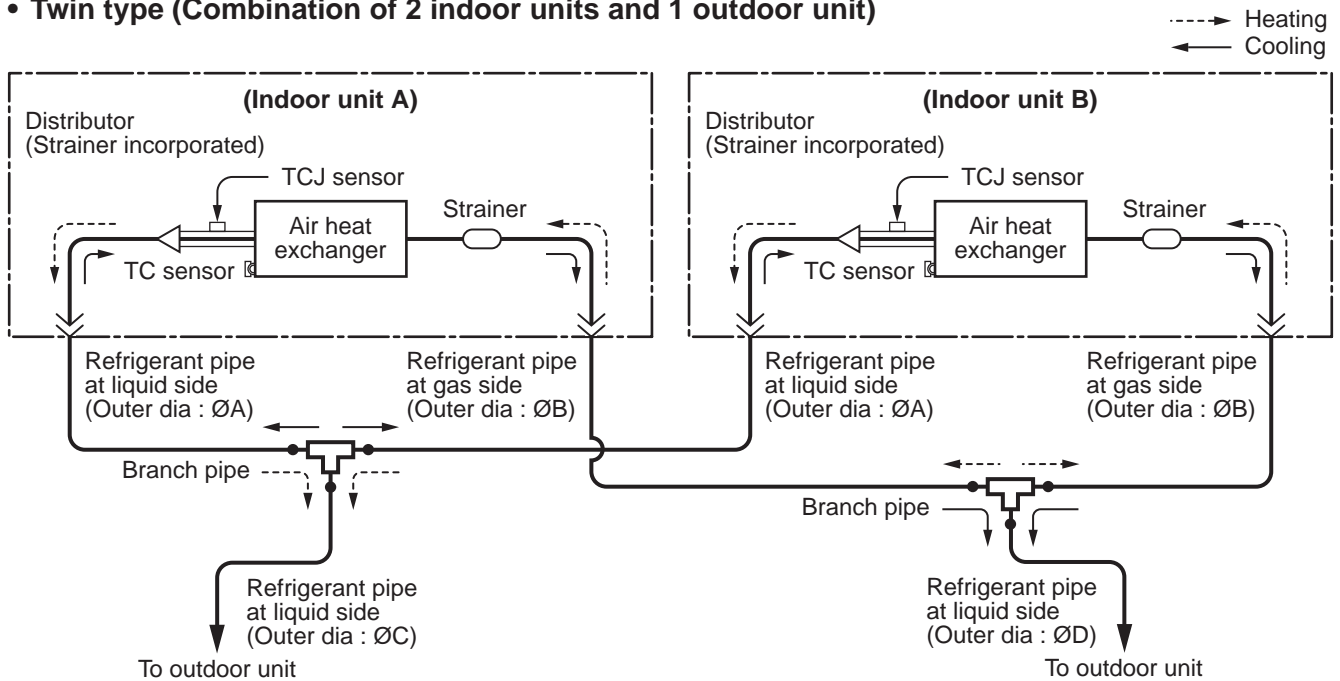 • Twin type (Combination of 2 indoor units and 1 outdoor unit)
Heating
Cooling
(Indoor unit A)
Distributor
(Strainer incorporated)
TCJ sensor
Strainer
Air heat
exchanger
TC sensor
(Indoor unit B)
Distributor
(Strainer incorporated)
TCJ sensor
Strainer
Air heat
exchanger
TC sensor
Refrigerant pipe
at liquid side
(Outer dia : ØA)
Refrigerant pipe
at gas side
(Outer dia : ØB)
Refrigerant pipe
at liquid side
(Outer dia : ØA)
Refrigerant pipe
at gas side
(Outer dia : ØB)
Branch pipe
Branch pipe
Refrigerant pipe
at liquid side
(Outer dia : ØC)
To outdoor unit
Refrigerant pipe
at liquid side
(Outer dia : ØD)
To outdoor unit